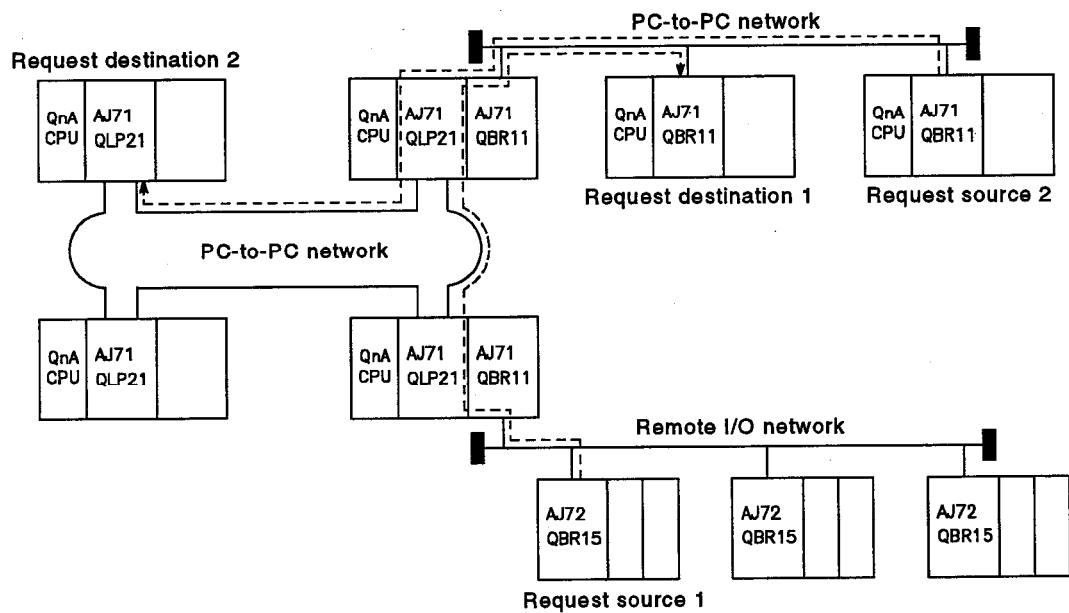 PC-to-PC network
Request destination 2
QnA
CPU
AJ71
QLP21
QnA
CPU
AJ71
QLP21
AJ71
QBR11
QnA
CPU
AJ71
QBR11
QnA
CPU
AJ71
QBR11
Request destination 1
Request source 2
PC-to-PC network
QnA
CPU
AJ71
QLP21
QnA
CPU
AJ71
QLP21
AJ71
QBR11
Remote I/O network
AJ72
QBR15
AJ72
QBR15
AJ72
QBR15
Request source 1